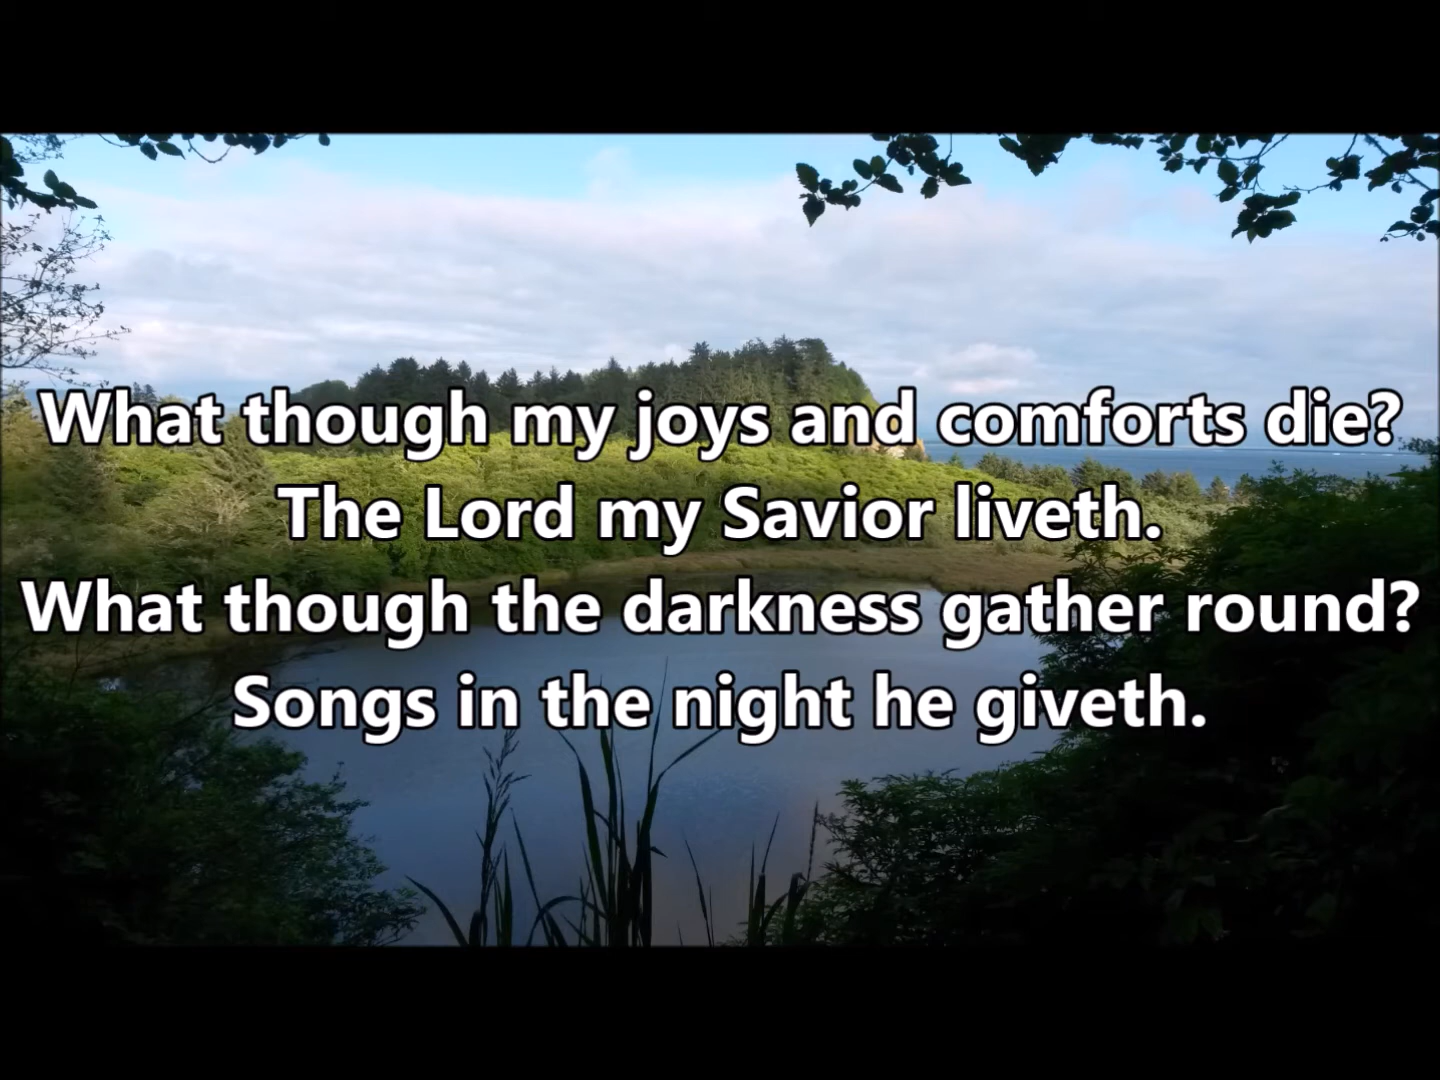 What though my joys and comforts die?
The Lord my Savior liveth.
What though the darkness gather round?
Songs in the night he giveth.